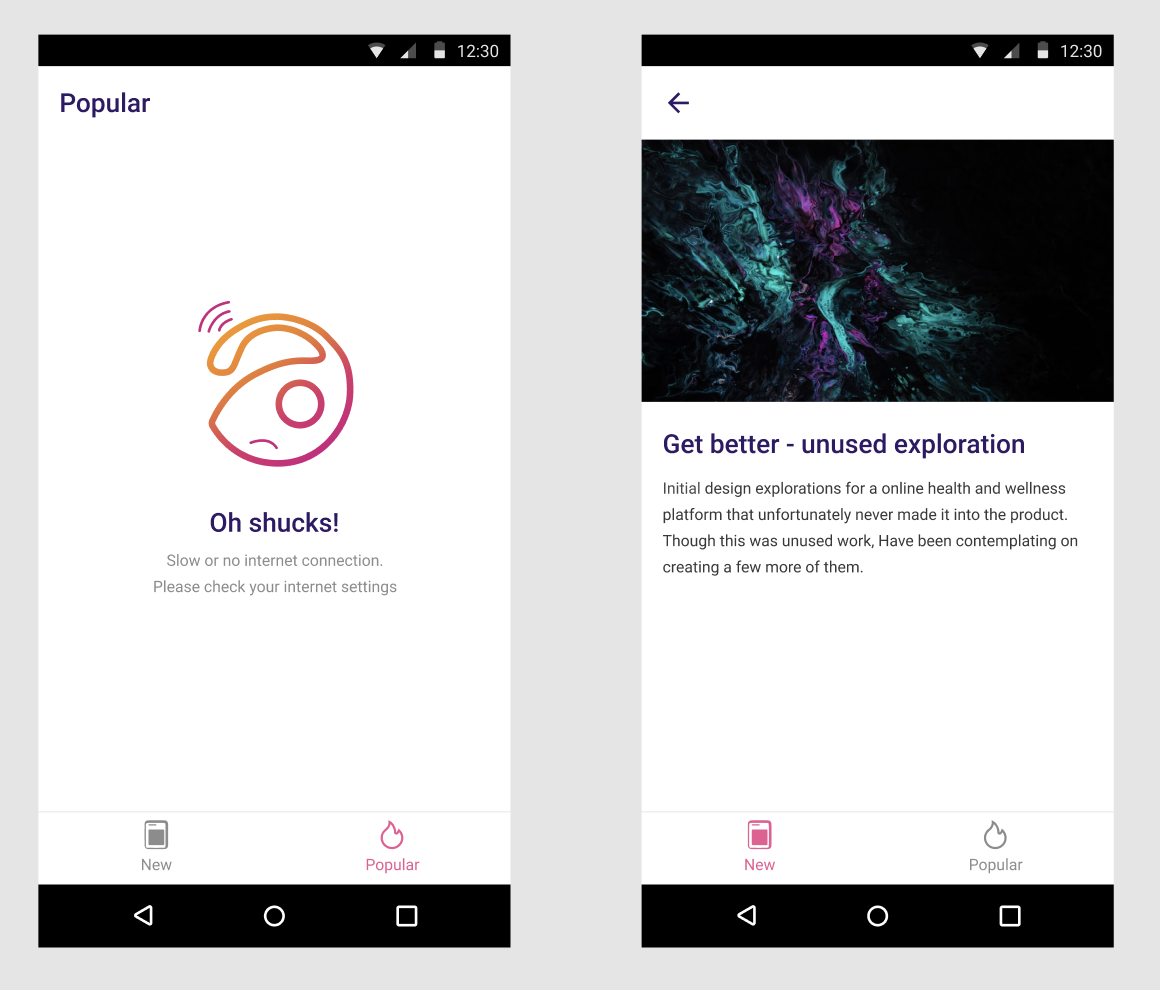 12:30
Popular
Oh shucks!
Slow or no internet connection.
Please check your internet settings
New
Popular
12:30
Get better - unused exploration
Initial design explorations for a online health and wellness
platform that unfortunately never made it into the product.
Though this was unused work, Have been contemplating on
creating a few more of them.
New
Popular